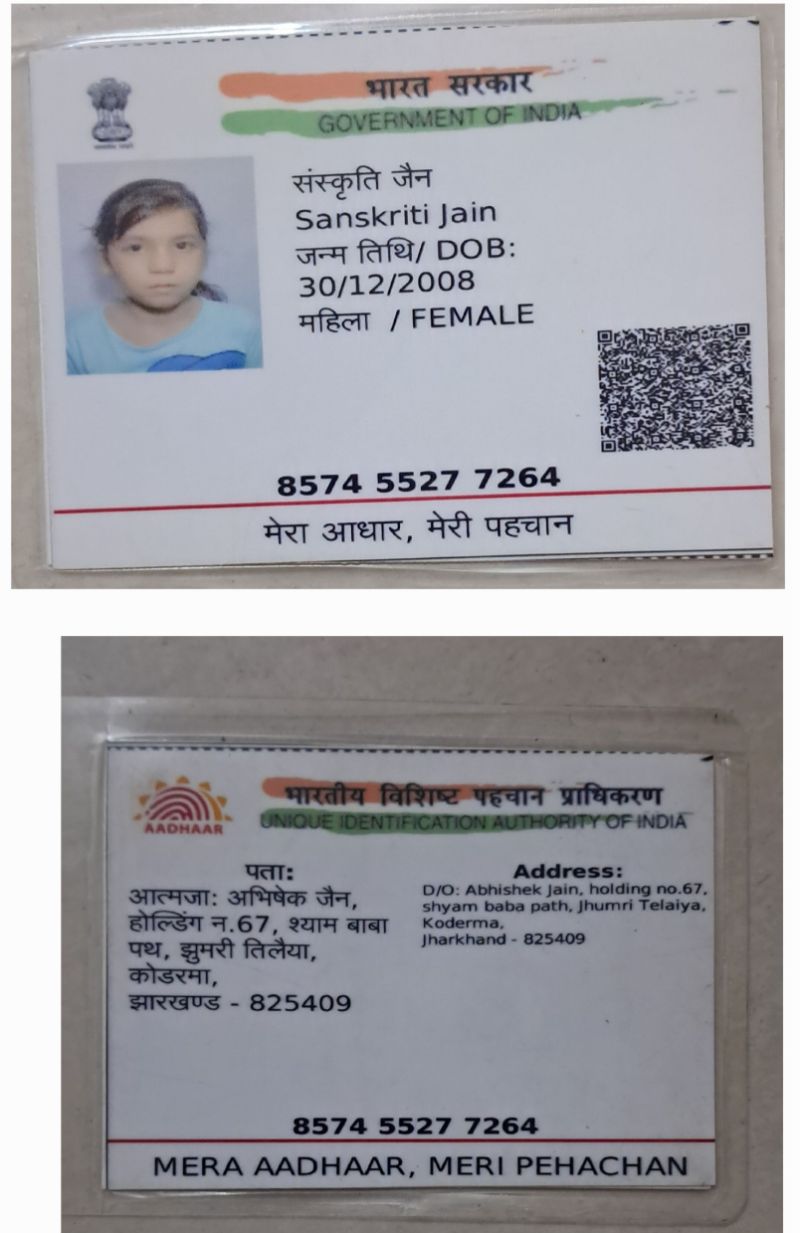 भारत सरकार
GOVERNMENT OF INDIA
संस्कृति जैन
Sanskriti Jain
जन्म तिथि/ DOB:
30/12/2008
महिला / FEMALE
8574 5527 7264
मेरा आधार, मेरी पहचान
भारतीय विशिष्ट पहचान प्राधिकरण
UNIQUE IDENTIFICATION AUTHORITY OF INDIA
AADHAAR
पता:
आत्मजा: अभिषेक जैन,
होल्डिंग न.67, श्याम बाबा
पथ, झुमरी तिलैया,
कोडरमा,
झारखण्ड - 825409
Address:
D/O: Abhishek Jain, holding no.67,
shyam baba path, Jhumri Telaiya,
Koderma,
Jharkhand - 825409
8574 5527 7264
MERA AADHAAR, MERI PEHACHAN